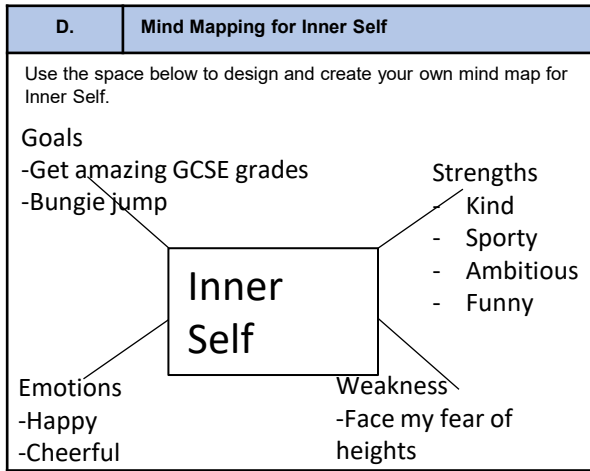 D. Mind Mapping for Inner Self
Use the space below to design and create your own mind map for
Inner Self.
Goals
-Get amazing GCSE grades
-Bungie jump
Strengths
- Kind
- Sporty
- Ambitious
- Funny
Inner
Self
Emotions
-Happy
-Cheerful
Weakness
-Face my fear of
heights